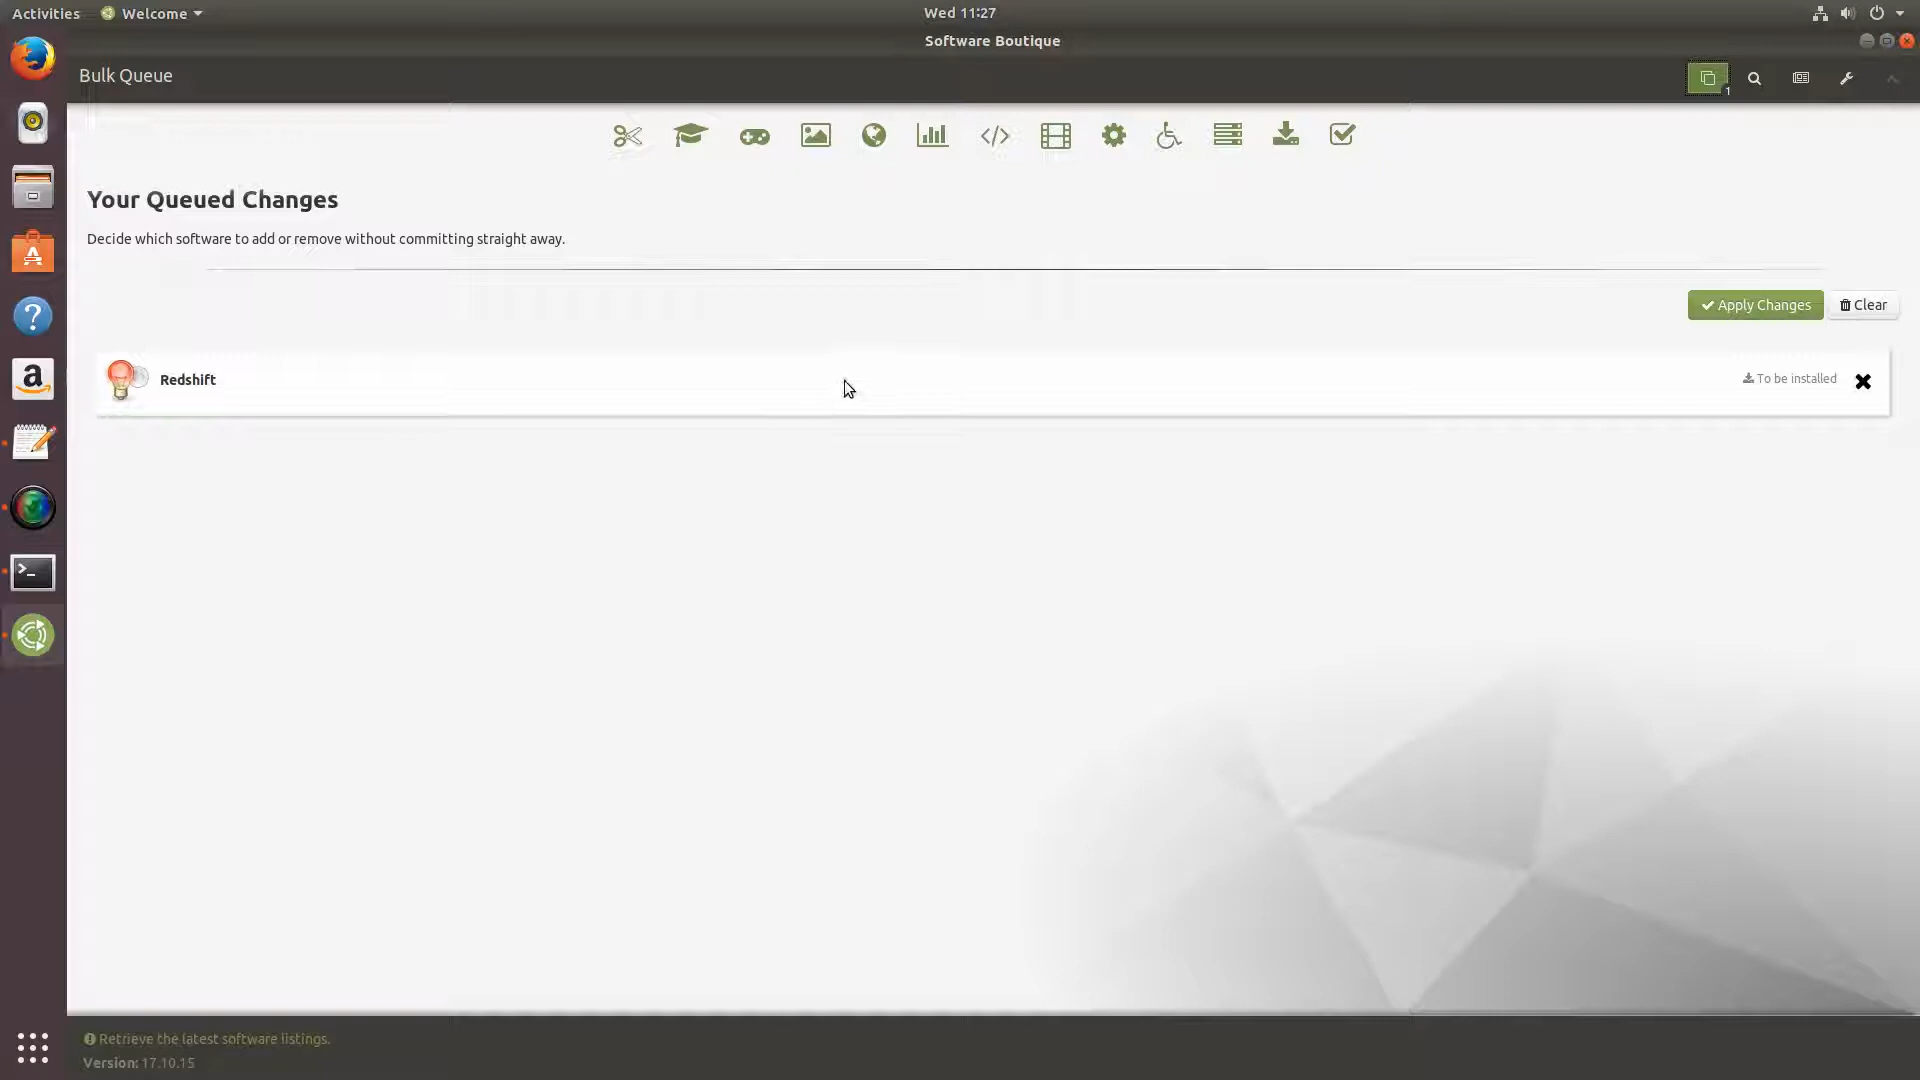 Activities Welcome Wed 11:27
Software Boutique
Bulk Queue
1
Your Queued Changes
Decide which software to add or remove without committing straight away.
Apply Changes Clear
Redshift To be installed
Retrieve the latest software listings.
Version: 17.10.15